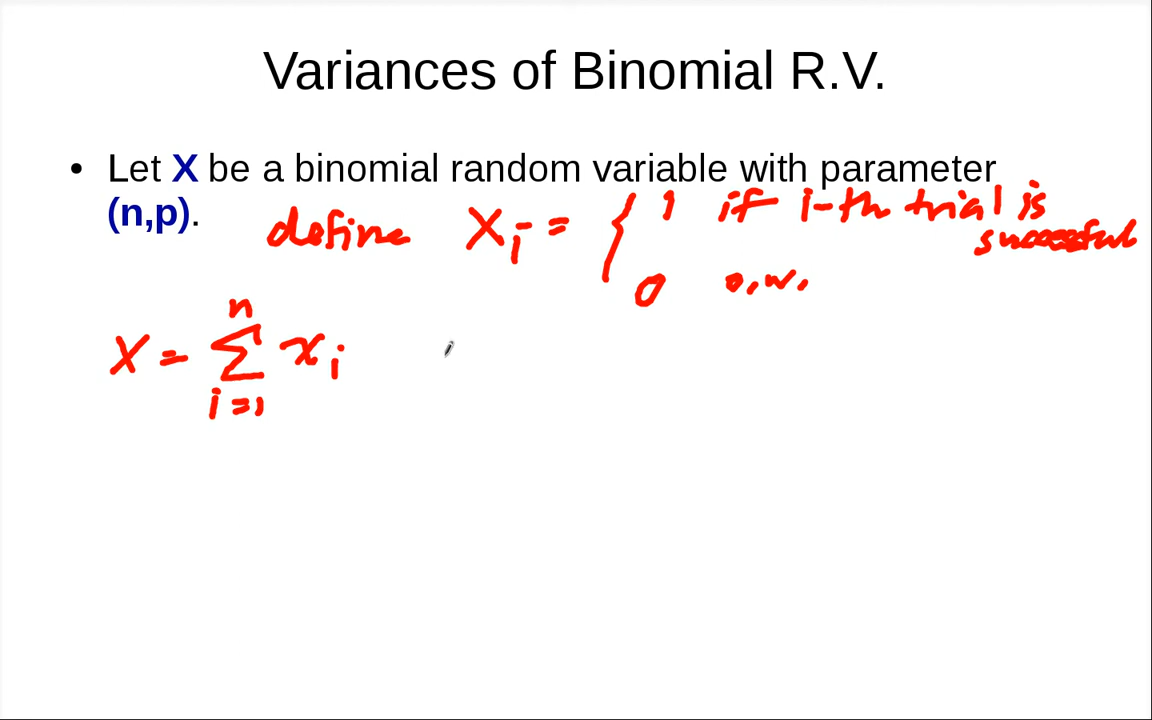 Variances of Binomial R.V.
• Let X be a binomial random variable with parameter
(n,p).
define Xi = { 1 if i-th trial is
successful
0 o.w.
X = n∑i=1 xi